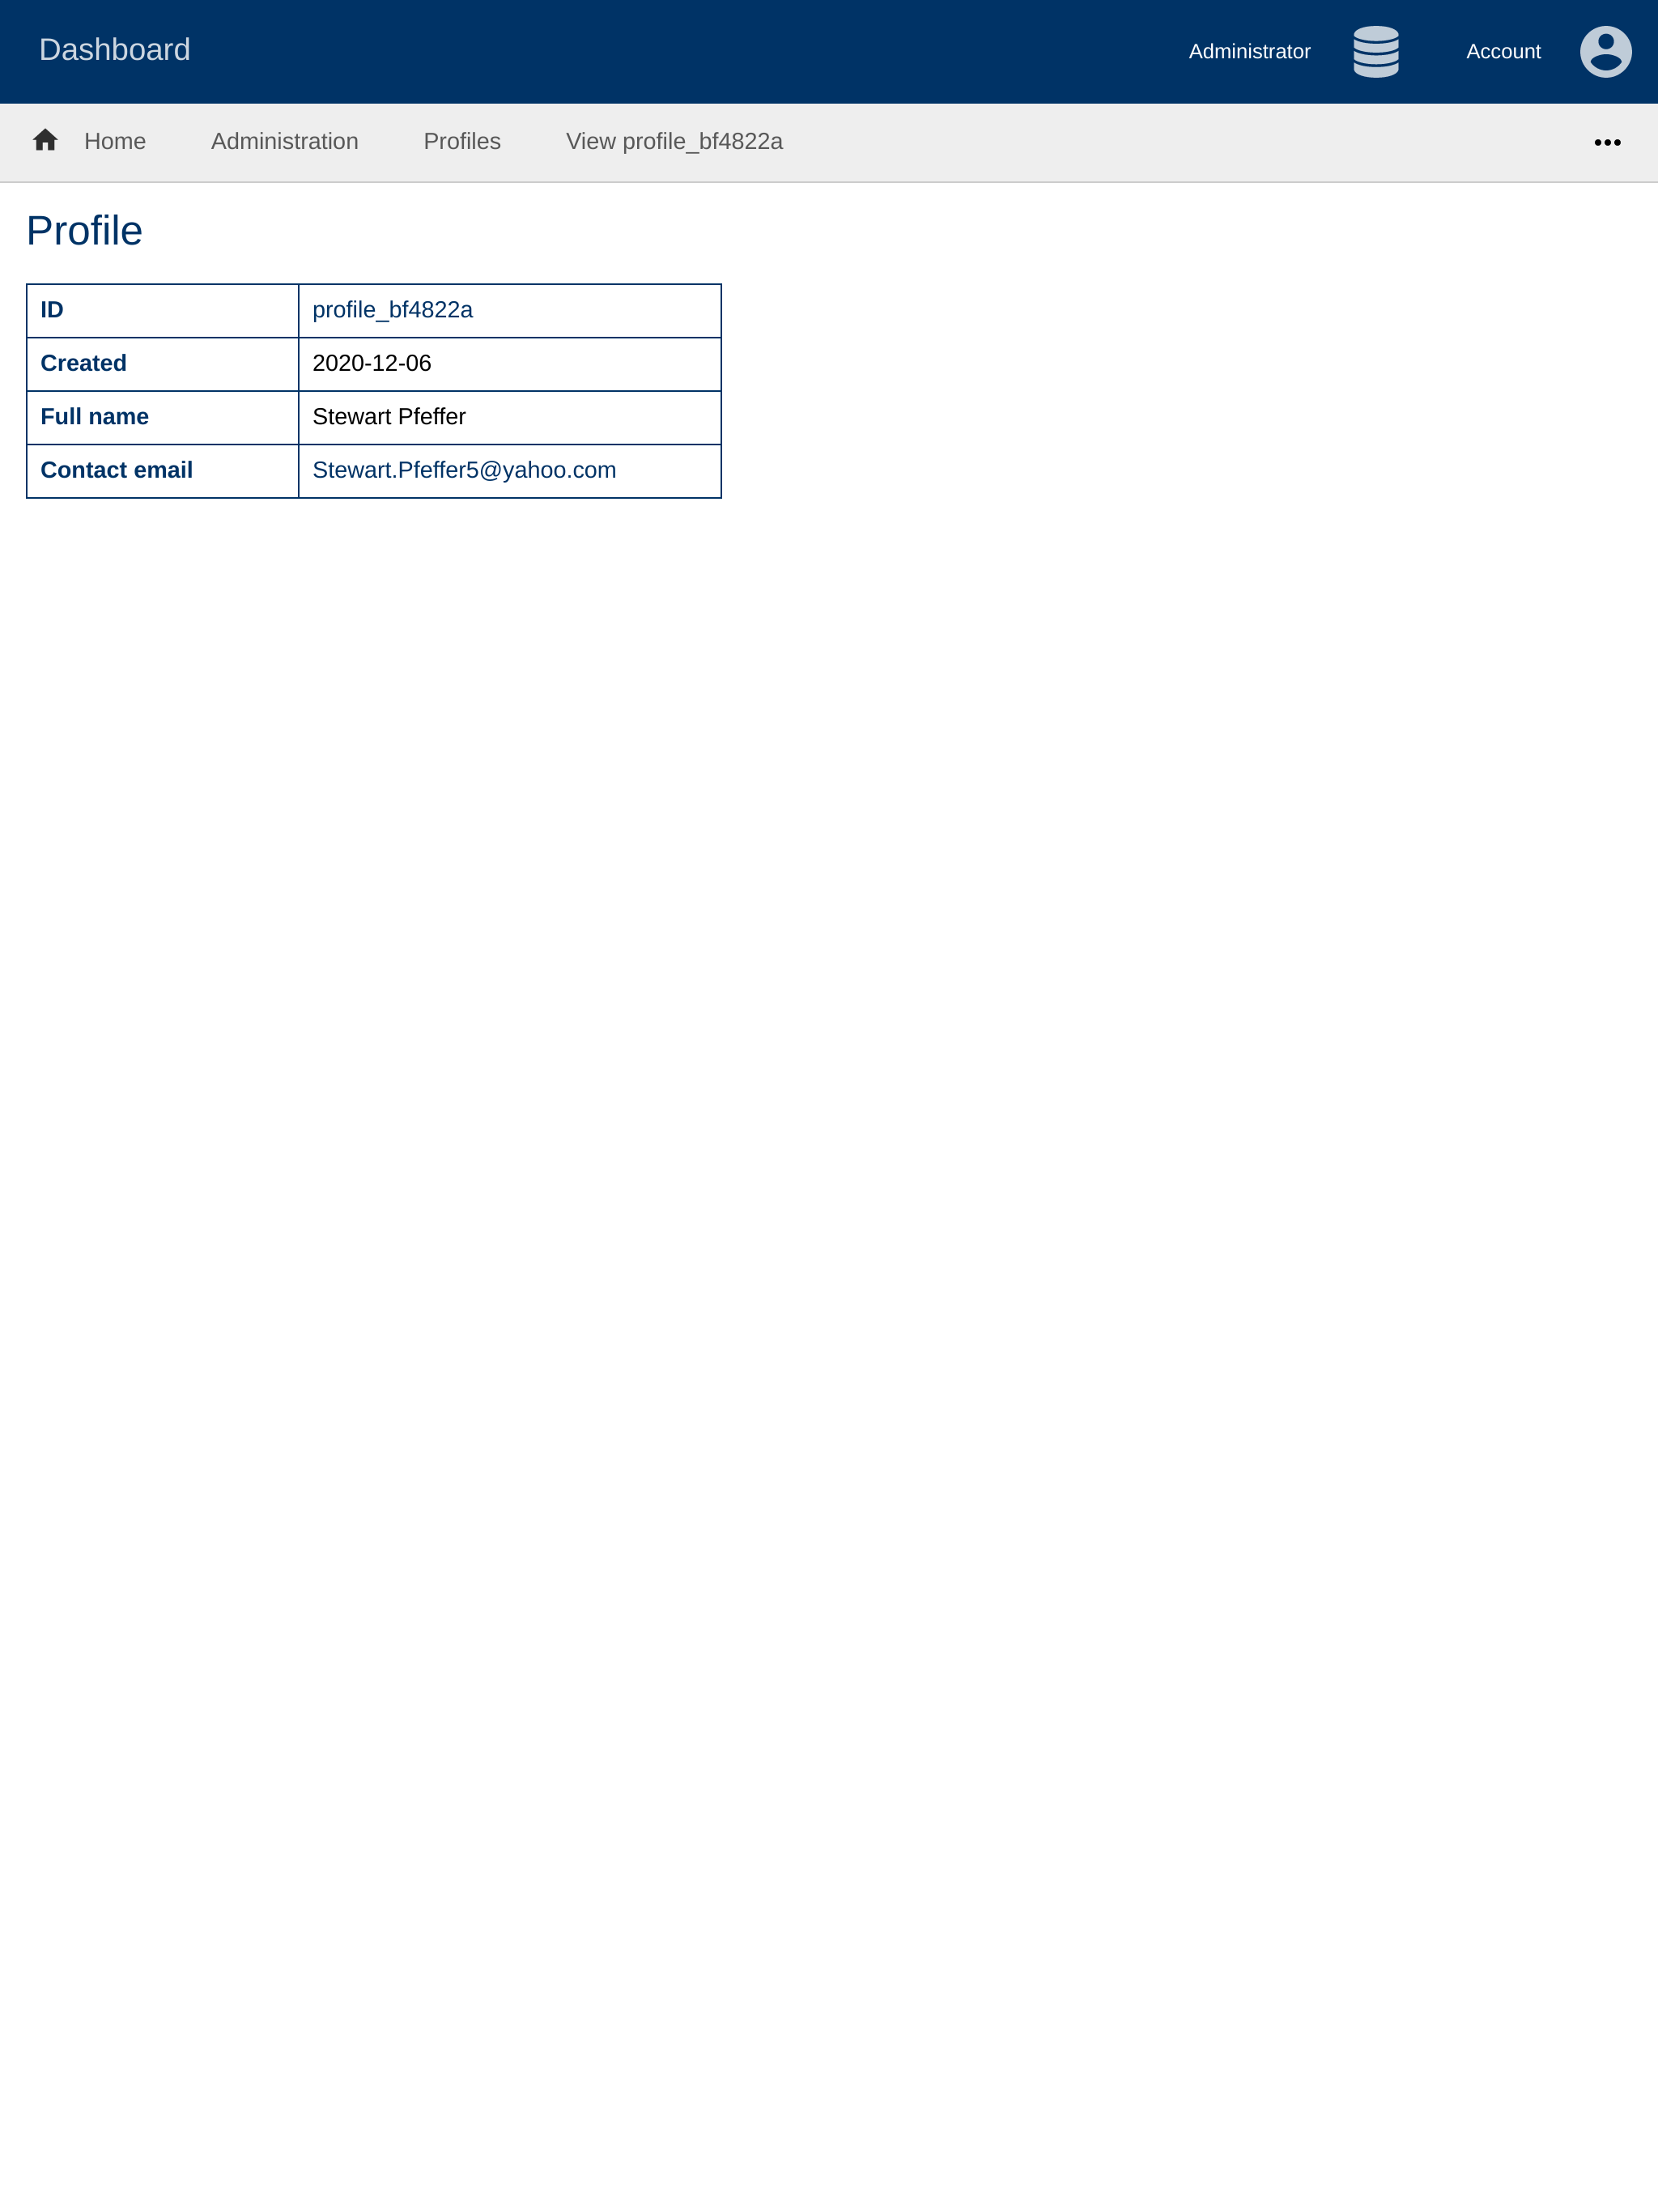 Dashboard
Administrator
Account
Home
Administration
Profiles
View profile_bf4822a
Profile
ID profile_bf4822a
Created 2020-12-06
Full name Stewart Pfeffer
Contact email Stewart.Pfeffer5@yahoo.com